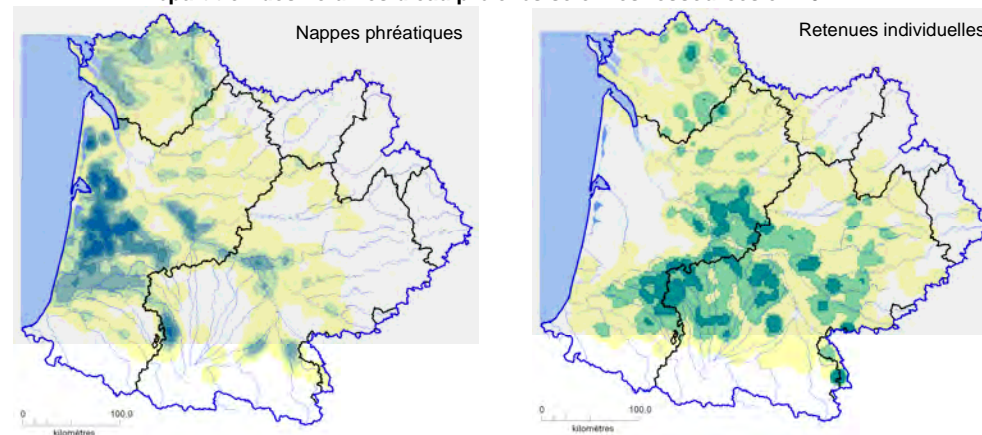 Nappes phréatiques
Retenues individuelles
0 100,0
kilomètres
0 100,0
kilomètres